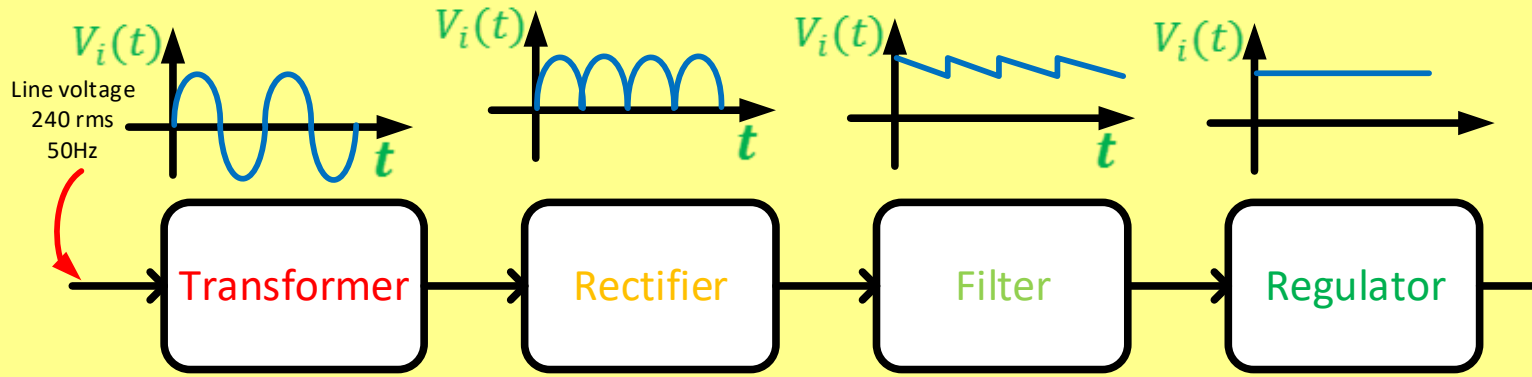 V_i(t)
t
Line voltage
240 rms
50Hz
V_i(t)
t
V_i(t)
t
V_i(t)
Transformer
Rectifier
Filter
Regulator